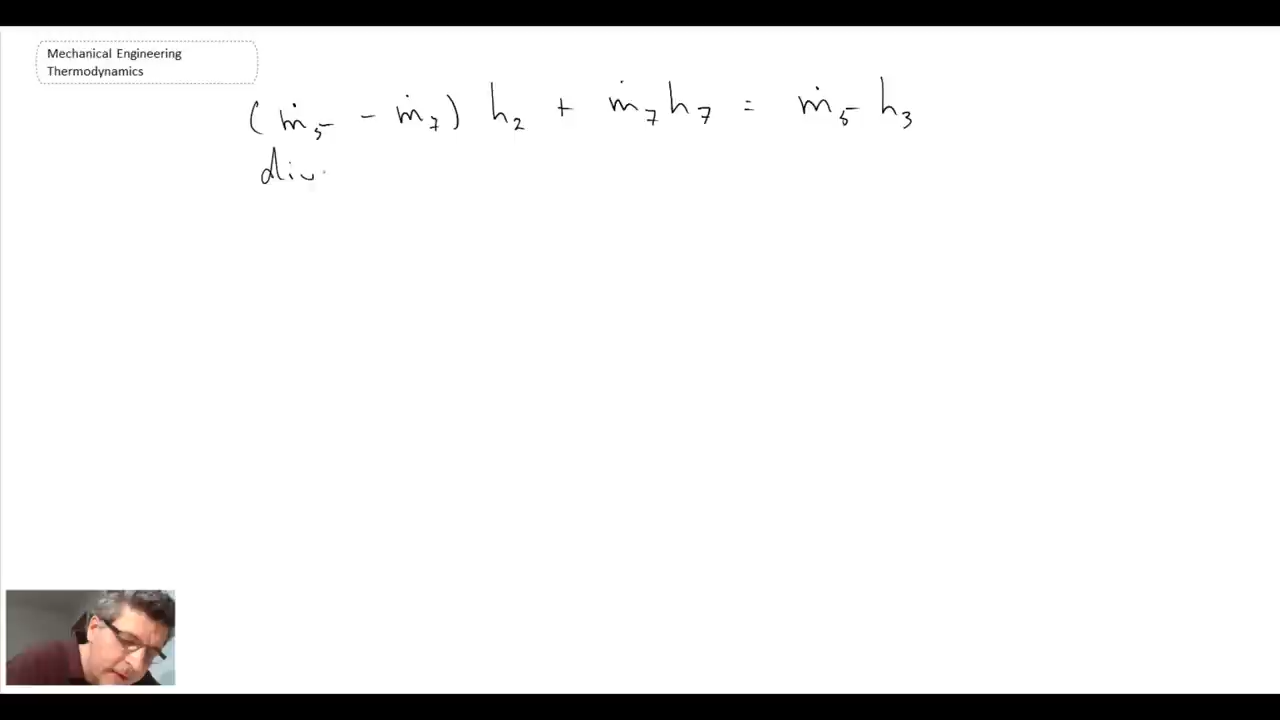 Mechanical Engineering
Thermodynamics
(ṁ₅ - ṁ₇) h₂ + ṁ₇h₇ = ṁ₅ h₃
div